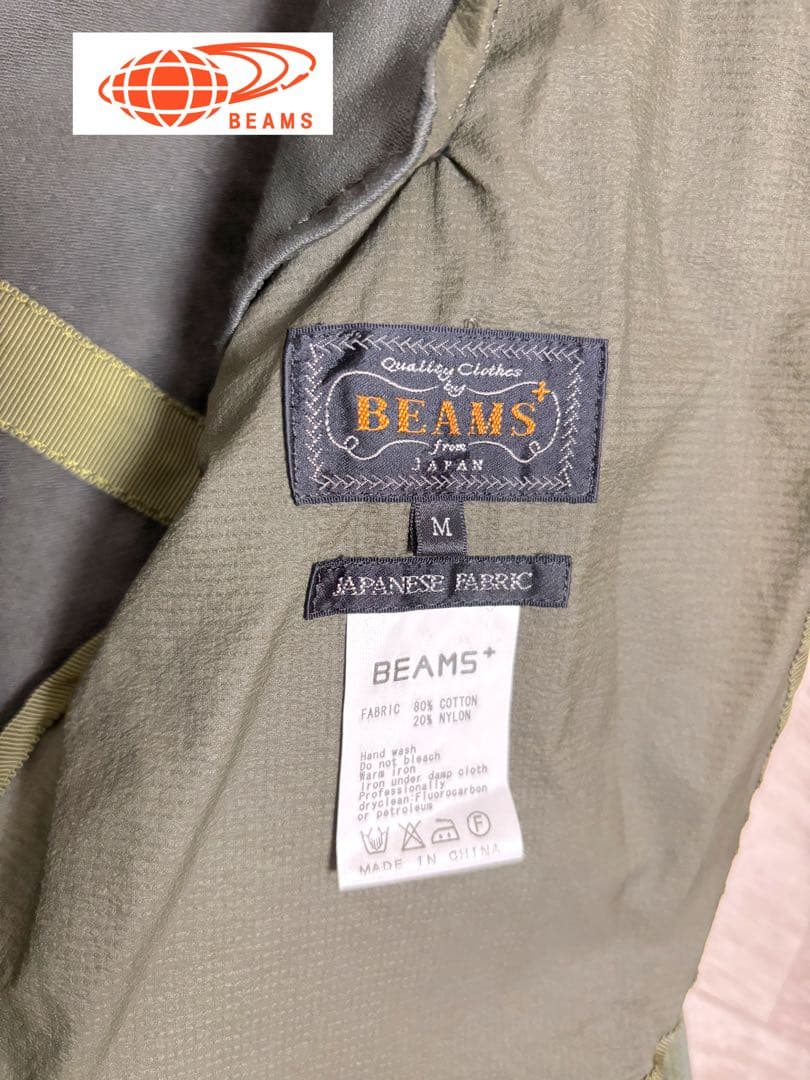 BEAMS
Quality Clothes
by
BEAMS+
from
JAPAN
M
JAPANESE FABRIC
BEAMS+
FABRIC 80% COTTON
20% NYLON
Hand wash
Do not bleach
Warm iron
Iron under damp cloth
Professionally
dryclean:Fluorocarbon
or petroleum
F
MADE IN CHINA